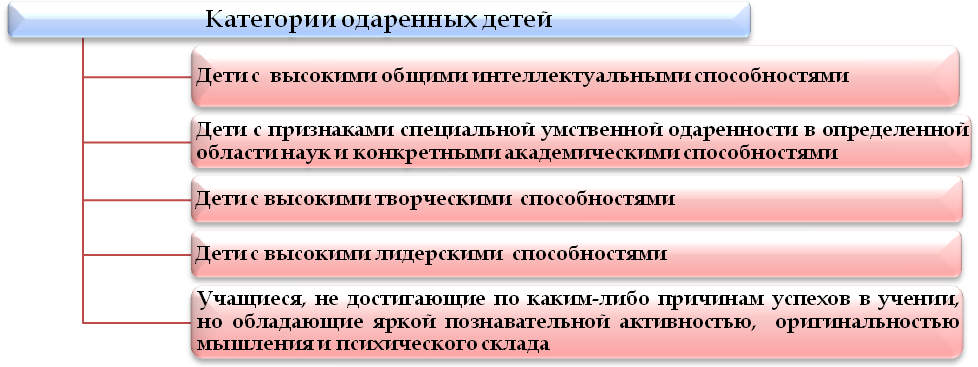 Категории одаренных детей
Дети с высокими общими интеллектуальными способностями
Дети с признаками специальной умственной одаренности в определенной
области наук и конкретными академическими способностями
Дети с высокими творческими способностями
Дети с высокими лидерскими способностями
Учащиеся, не достигающие по каким-либо причинам успехов в учении,
но обладающие яркой познавательной активностью, оригинальностью
мышления и психического склада